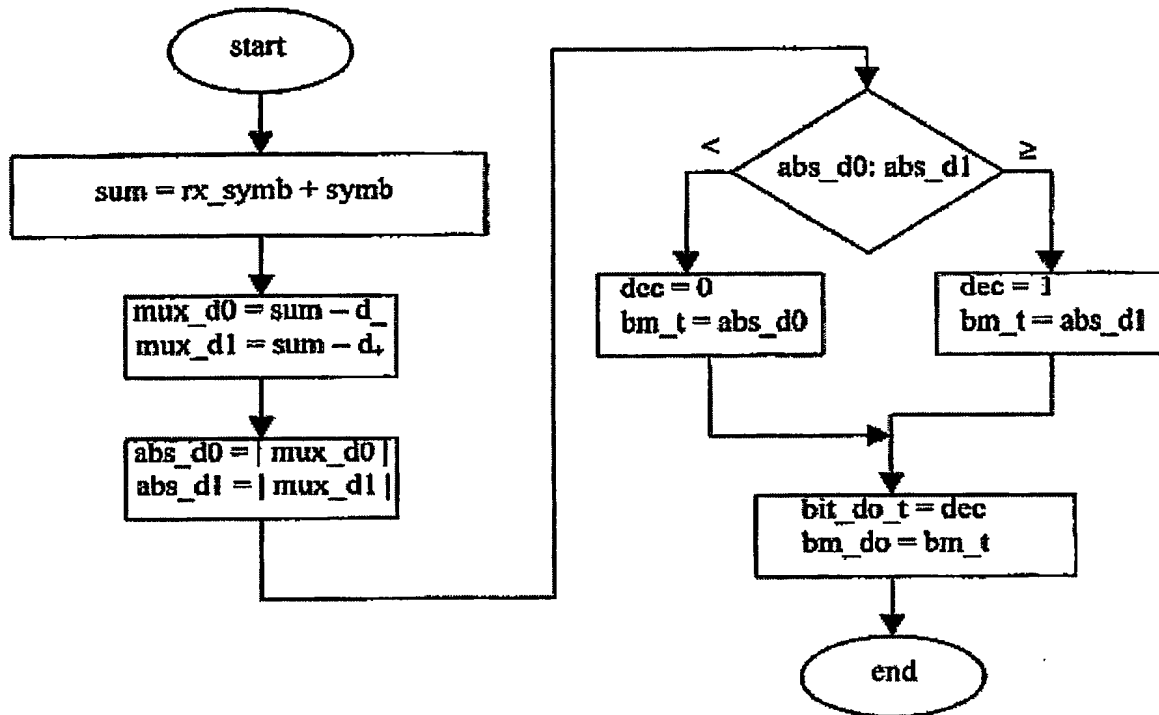 start
sum = rx_symb + symb
mux_d0 = sum – d_
mux_d1 = sum – d+
abs_d0 = | mux_d0 |
abs_d1 = | mux_d1 |
abs_d0: abs_d1
<
≥
dec = 0
bm_t = abs_d0
dec = 1
bm_t = abs_d1
bit_do_t = dec
bm_do = bm_t
end